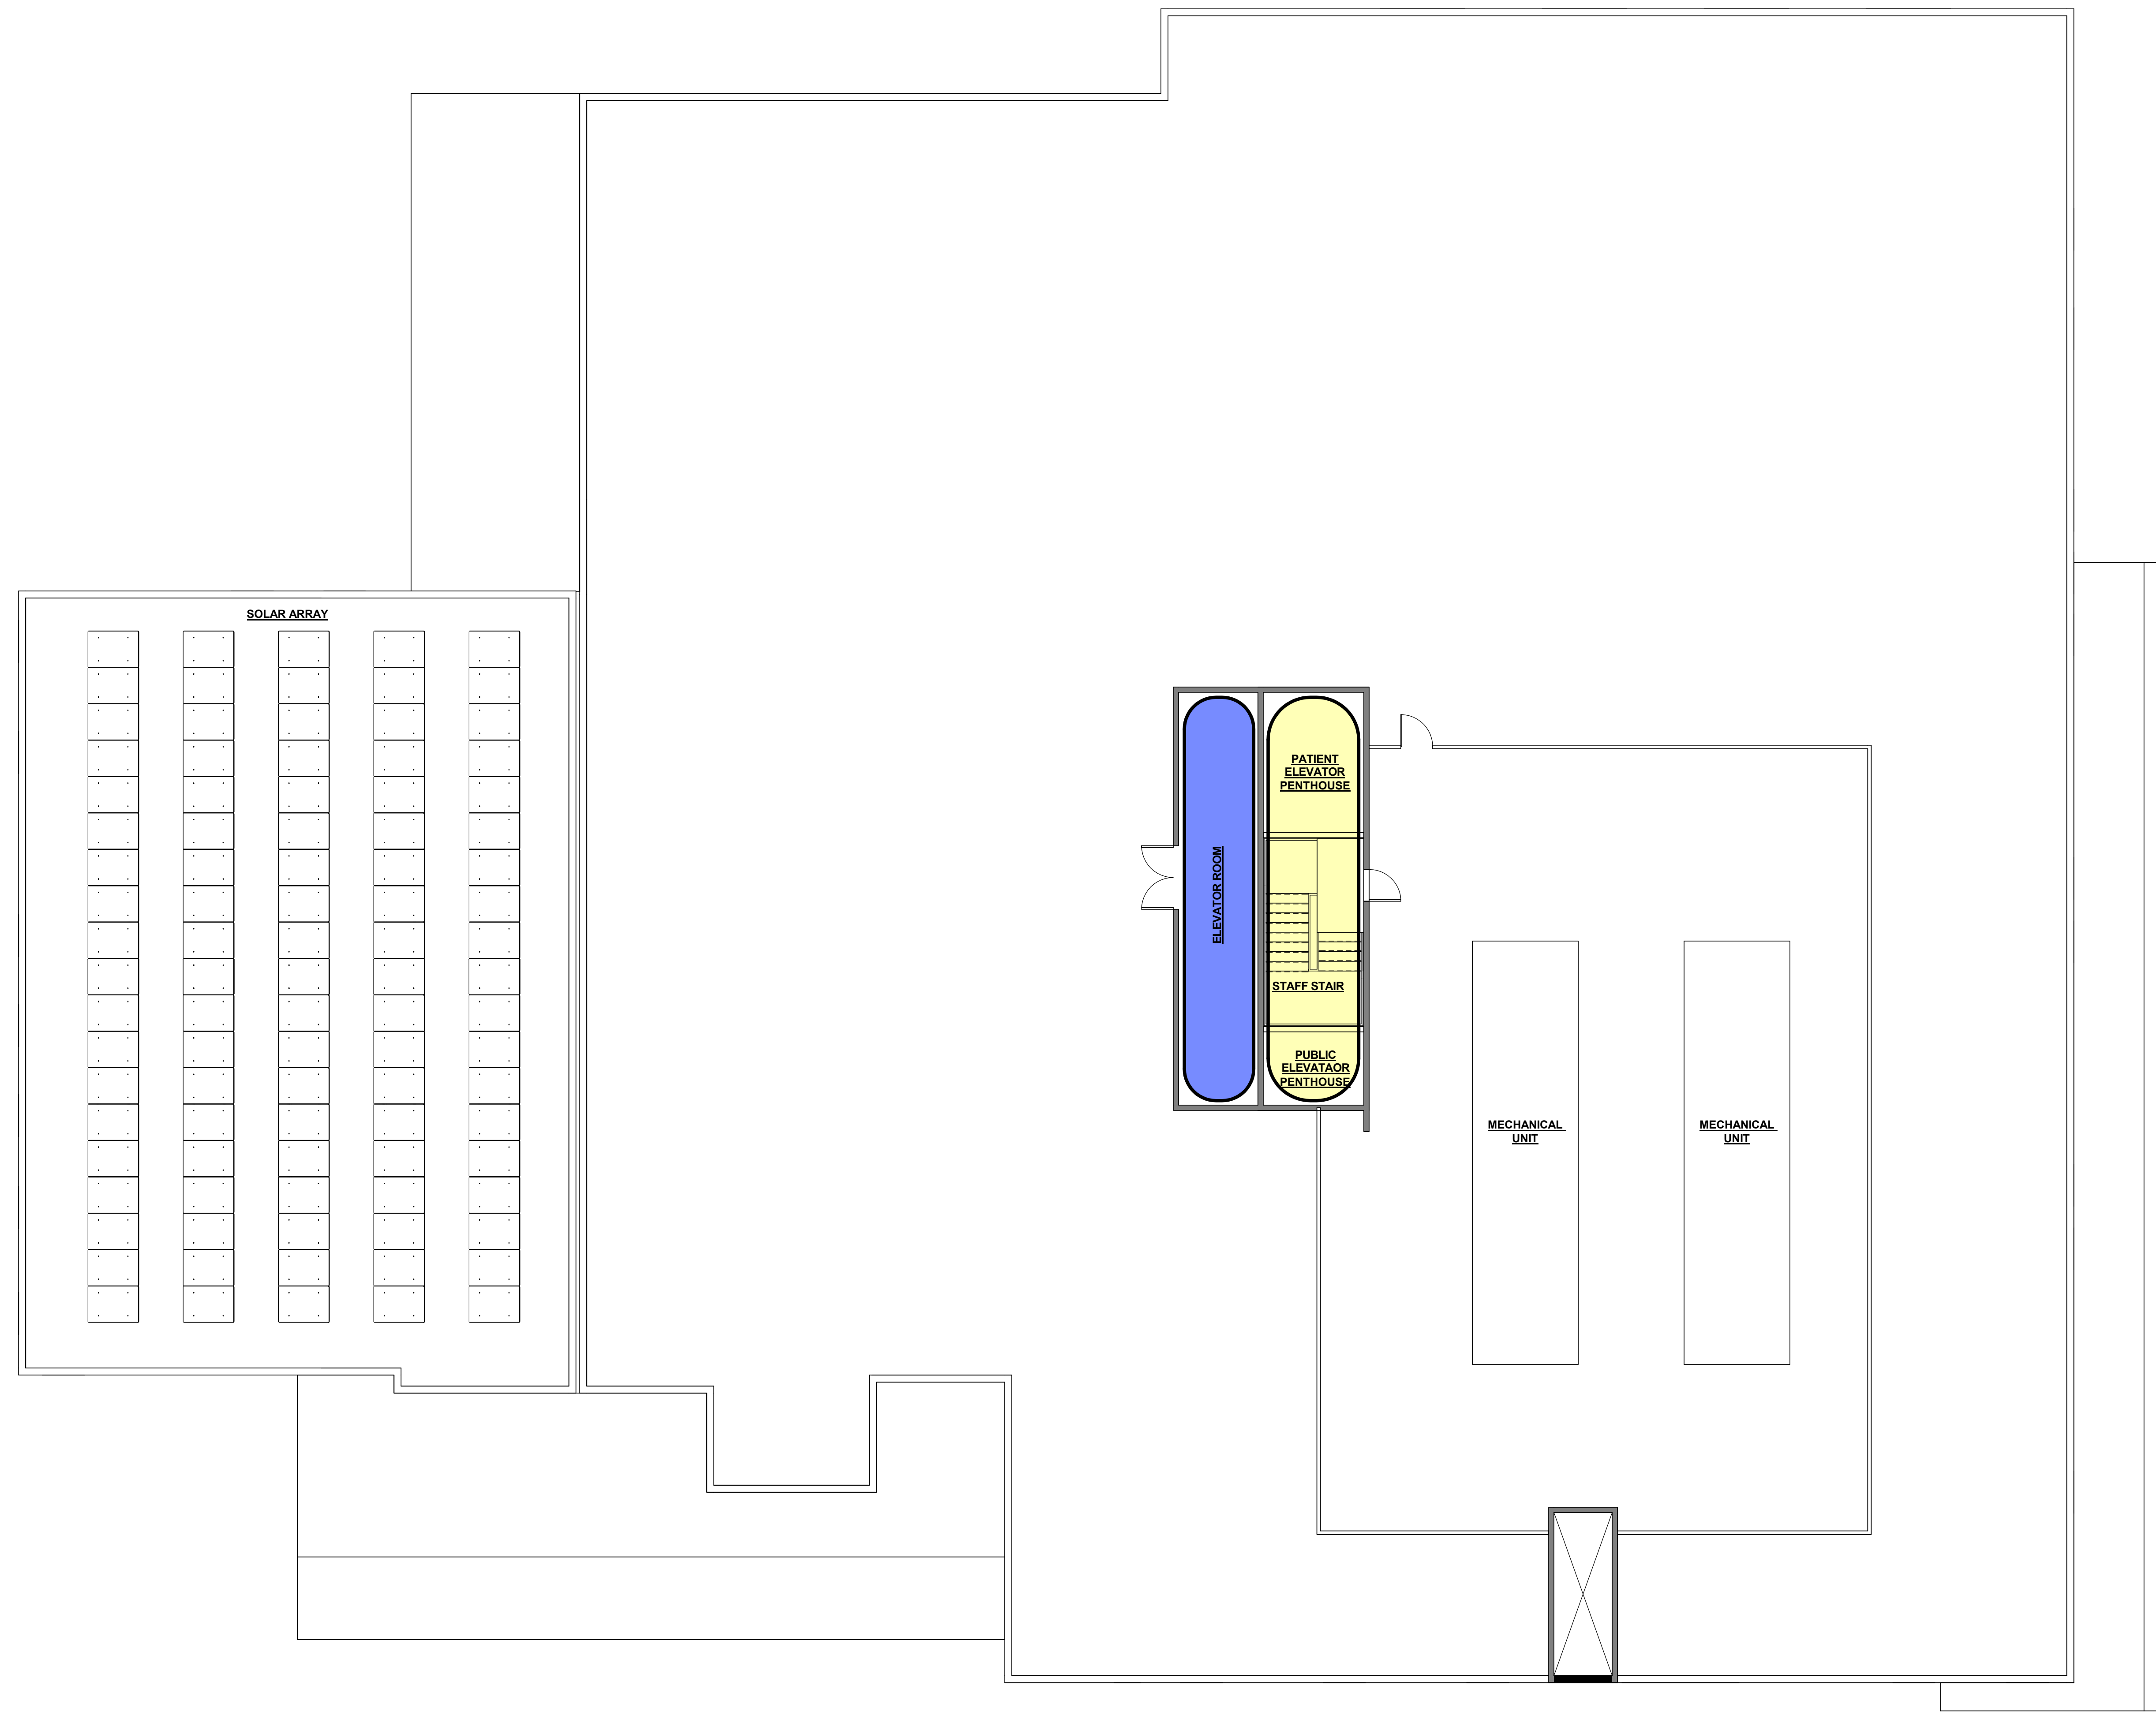 SOLAR ARRAY
PATIENT
ELEVATOR
PENTHOUSE
ELEVATOR ROOM
STAFF STAIR
PUBLIC
ELEVATAOR
PENTHOUSE
MECHANICAL
UNIT
MECHANICAL
UNIT